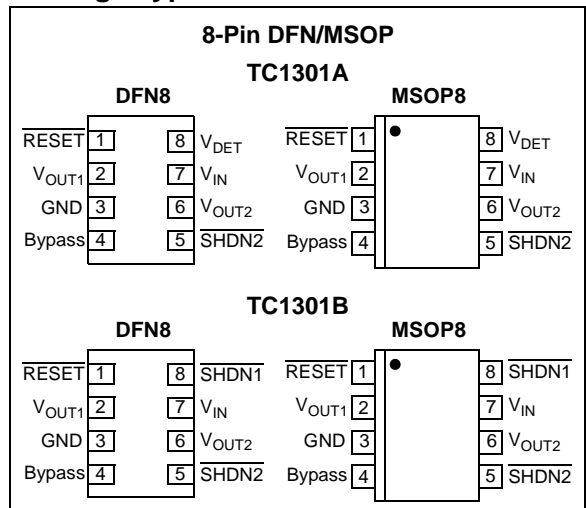 8-Pin DFN/MSOP
TC1301A
DFN8
MSOP8
RESET 1 8 VDET
VOUT1 2 7 VIN
GND 3 6 VOUT2
Bypass 4 5 SHDN2
RESET 1 8 VDET
VOUT1 2 7 VIN
GND 3 6 VOUT2
Bypass 4 5 SHDN2
TC1301B
DFN8
MSOP8
RESET 1 8 SHDN1
VOUT1 2 7 VIN
GND 3 6 VOUT2
Bypass 4 5 SHDN2
RESET 1 8 SHDN1
VOUT1 2 7 VIN
GND 3 6 VOUT2
Bypass 4 5 SHDN2